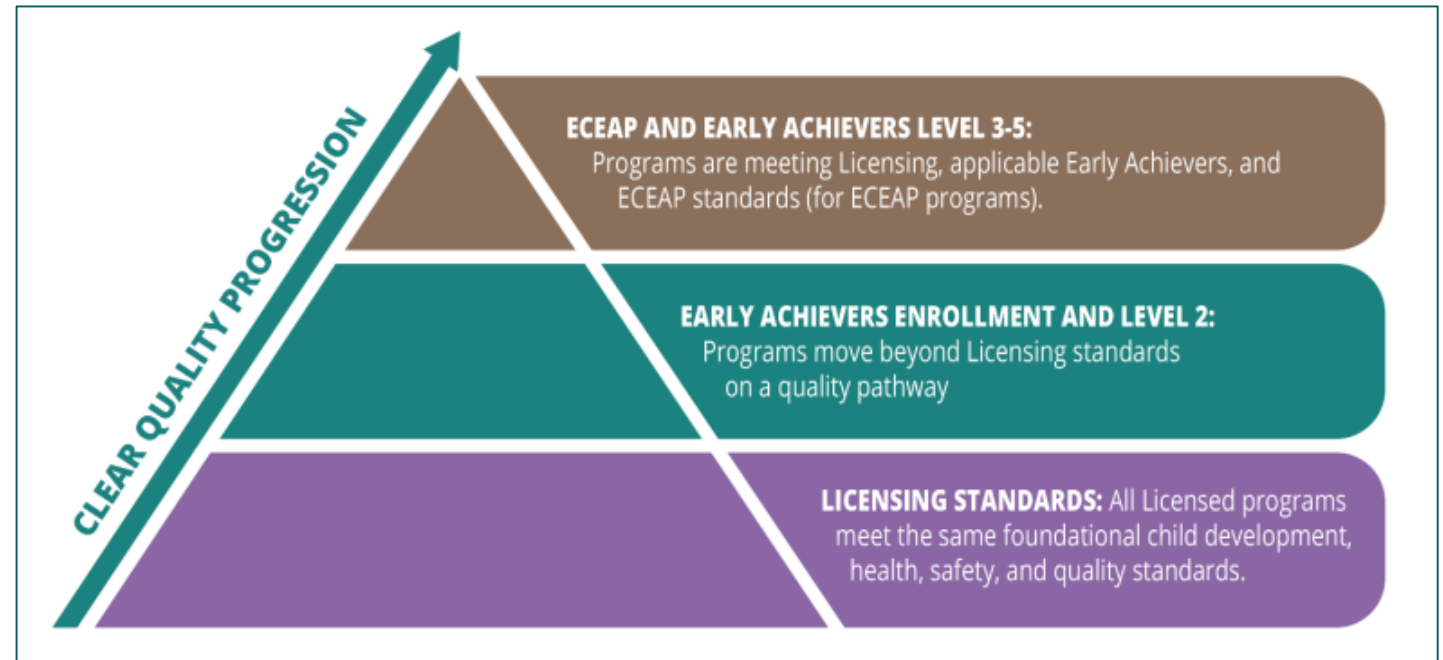 CLEAR QUALITY PROGRESSION
ECEAP AND EARLY ACHIEVERS LEVEL 3-5:
Programs are meeting Licensing, applicable Early Achievers, and
ECEAP standards (for ECEAP programs).
EARLY ACHIEVERS ENROLLMENT AND LEVEL 2:
Programs move beyond Licensing standards
on a quality pathway
LICENSING STANDARDS: All Licensed programs
meet the same foundational child development,
health, safety, and quality standards.